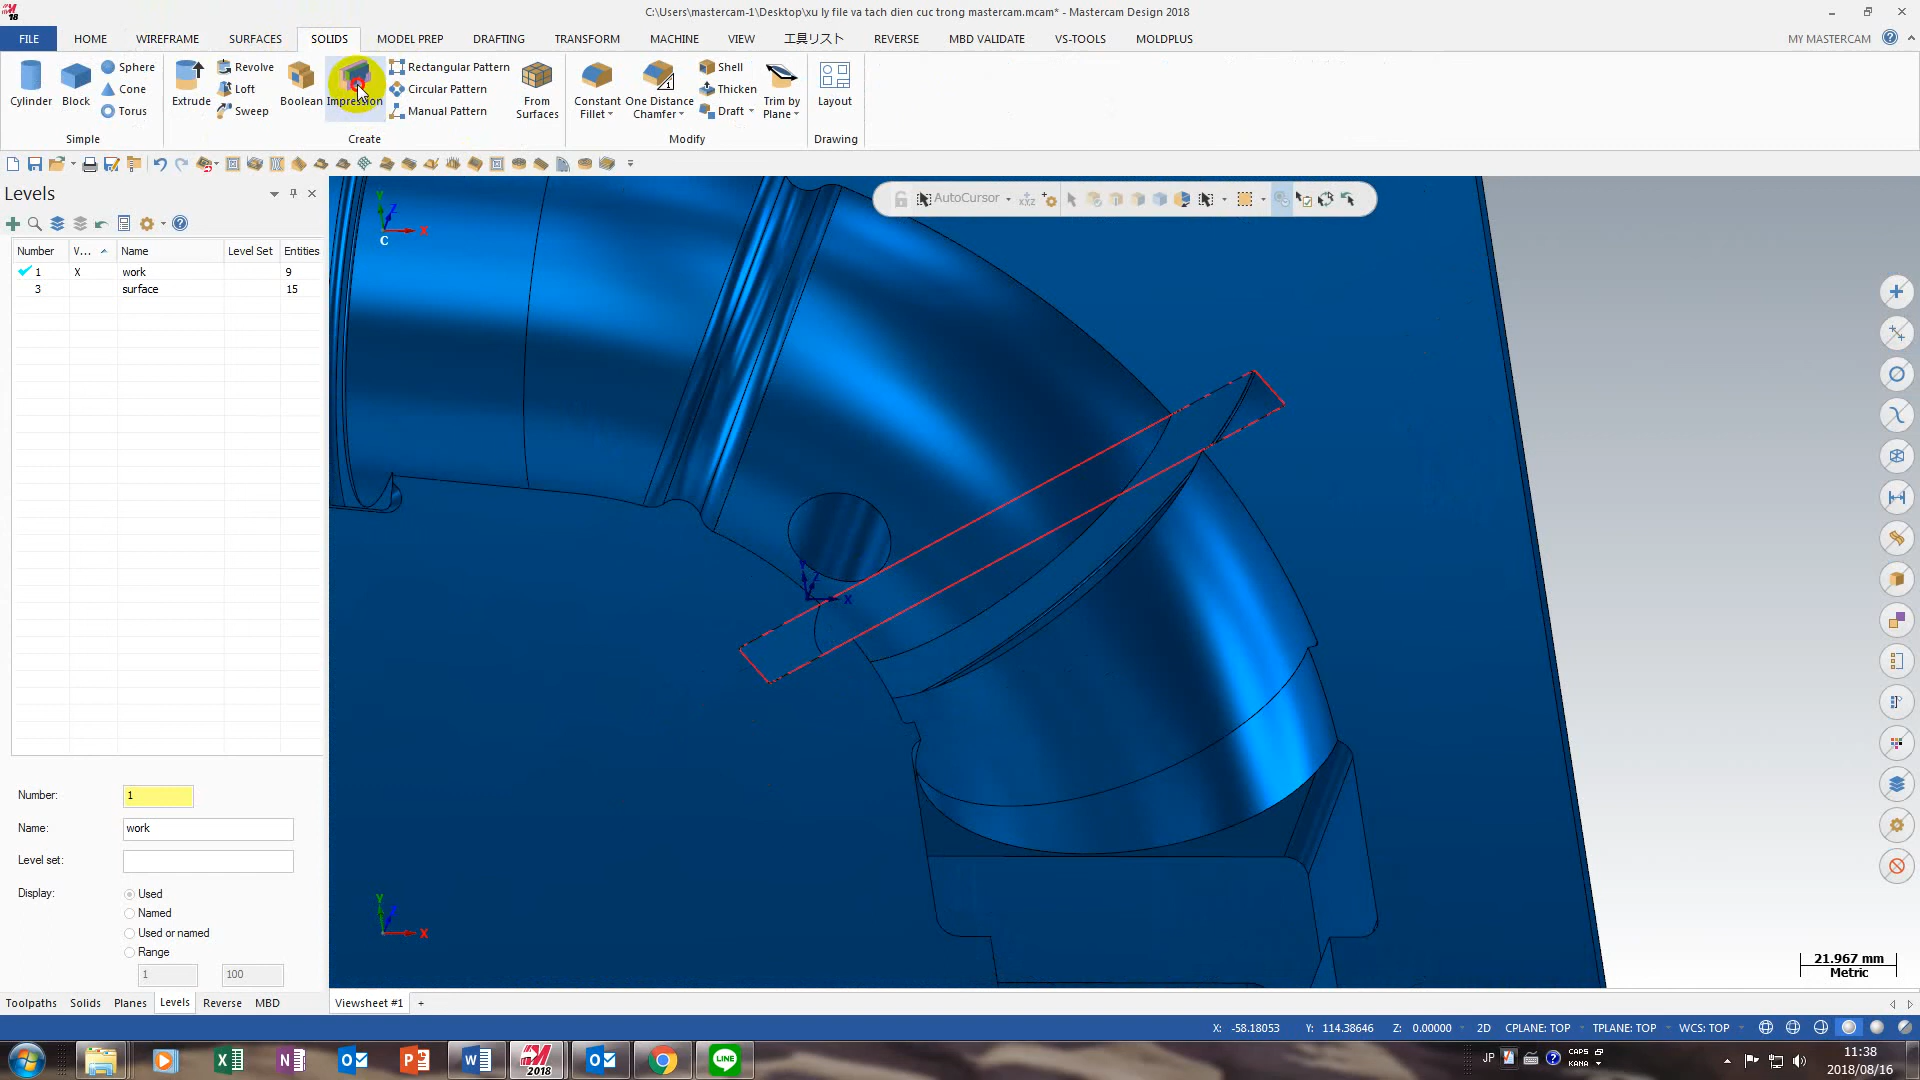 18
C:\Users\mastercam-1\Desktop\xu ly file va tach dien cuc trong mastercam.mcam* - Mastercam Design 2018
FILE HOME WIREFRAME SURFACES SOLIDS MODEL PREP DRAFTING TRANSFORM MACHINE VIEW 工具リスト REVERSE MBD VALIDATE VS-TOOLS MOLDPLUS MY MASTERCAM
Cylinder Block Sphere Cone Torus
Simple
Extrude Revolve Loft Sweep Boolean Impression Rectangular Pattern Circular Pattern Manual Pattern From Surfaces
Create
Constant Fillet One Distance Chamfer Shell Thicken Draft Trim by Plane
Modify
Layout
Drawing
Levels
AutoCursor XYZ
Number V... Name Level Set Entities
1 X work 9
3 surface 15
Y Z X C
X
Number: 1
Name: work
Level set:
Display: Used
Named
Used or named
Range
1 100
Y X
21.967 mm
Metric
Toolpaths Solids Planes Levels Reverse MBD Viewsheet #1 +
X: -58.18053 Y: 114.38646 Z: 0.00000 2D CPLANE: TOP TPLANE: TOP WCS: TOP
2018 LINE JP CAPS KANA 11:38
2018/08/16